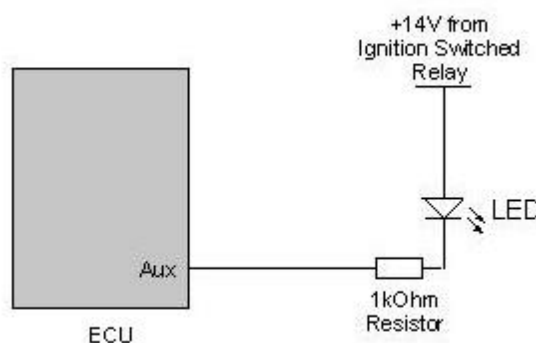 +14V from
Ignition Switched
Relay
LED
Aux
1kOhm
Resistor
ECU